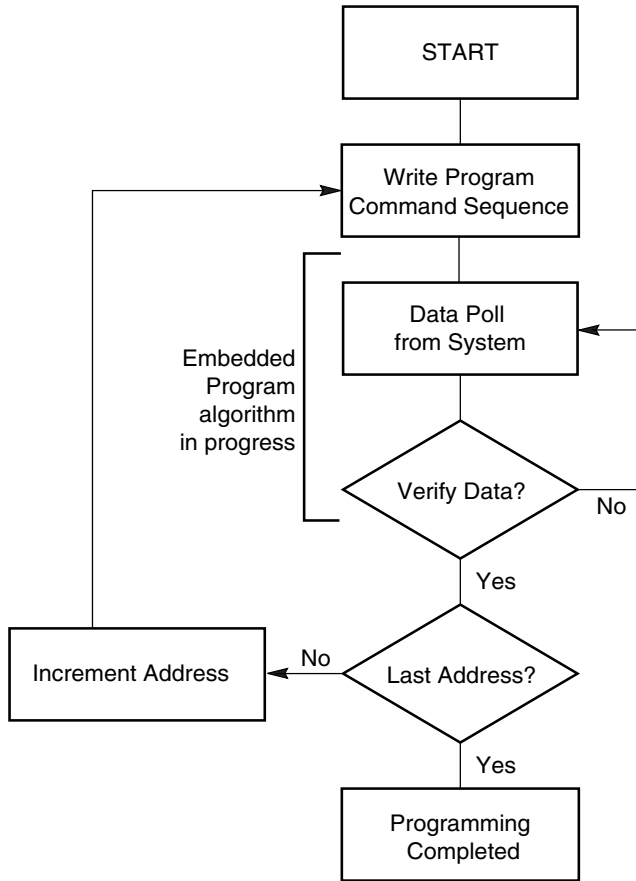 START
Write Program
Command Sequence
Data Poll
from System
Embedded
Program
algorithm
in progress
Verify Data?
No
Yes
Increment Address
No
Last Address?
Yes
Programming
Completed